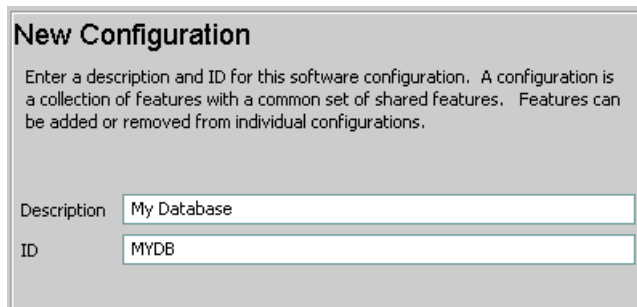 New Configuration
Enter a description and ID for this software configuration. A configuration is
a collection of features with a common set of shared features. Features can
be added or removed from individual configurations.
Description My Database
ID MYDB